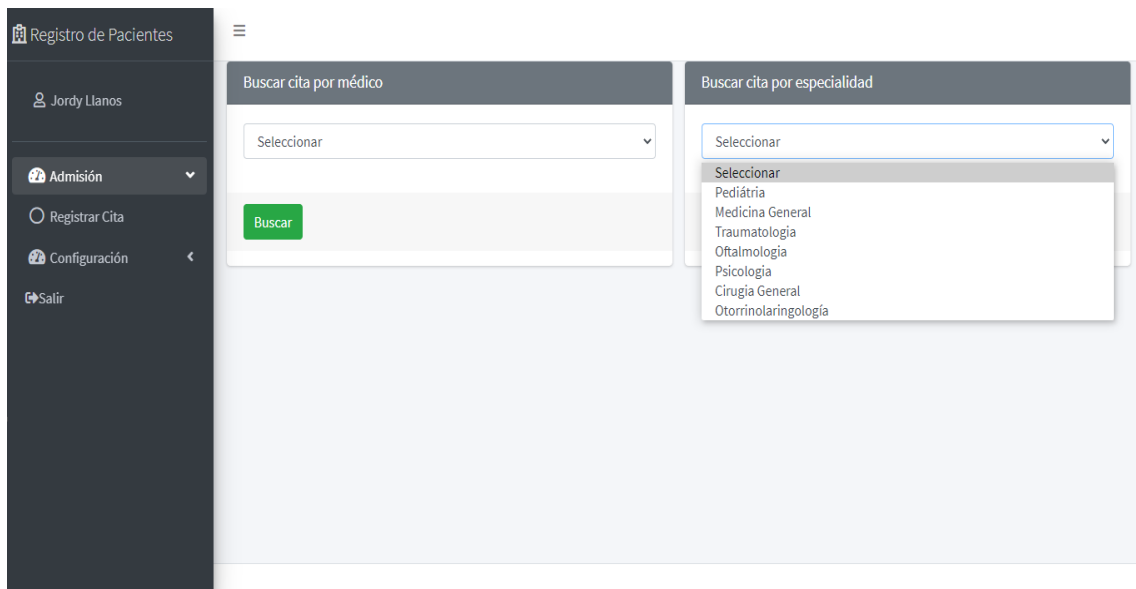 Registro de Pacientes
Jordy Llanos
Admisión
Registrar Cita
Configuración
Salir
Buscar cita por médico
Seleccionar
Buscar
Buscar cita por especialidad
Seleccionar
Seleccionar
Pediátria
Medicina General
Traumatologia
Oftalmologia
Psicologia
Cirugia General
Otorrinolaringología